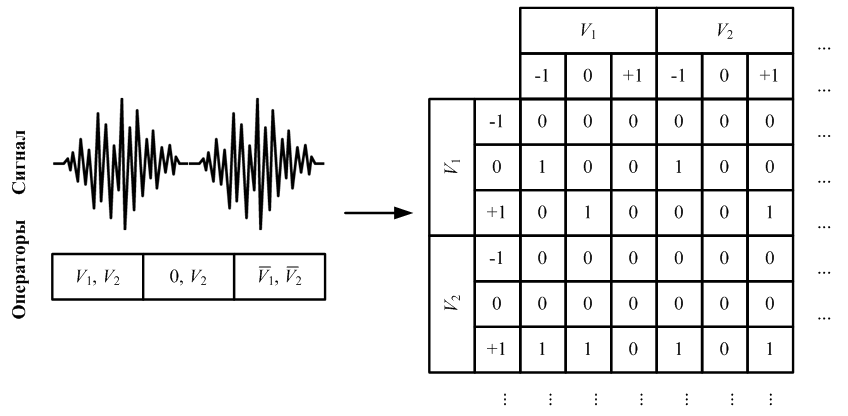 V1 V2 ...
-1 0 +1 -1 0 +1 ...
V1 -1 0 0 0 0 0 0 ...
0 1 0 0 1 0 0 ...
+1 0 1 0 0 0 1 ...
V2 -1 0 0 0 0 0 0 ...
0 0 0 0 0 0 0 ...
+1 1 1 0 1 0 1
... ... ... ... ... ... ...
Сигнал
Операторы
V1, V2 0, V2 V̅1, V̅2